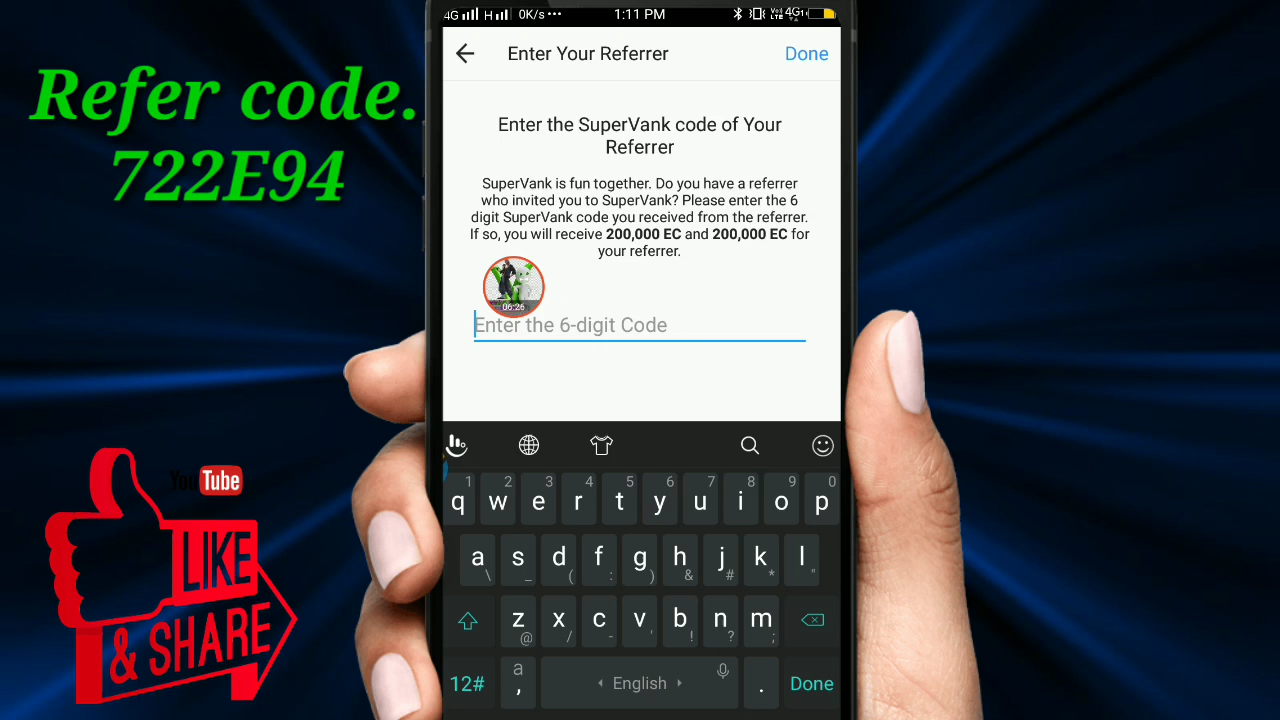 Refer code.
722E94
4G H 0K/s ••• 1:11 PM VoD LTE 4G
Enter Your Referrer Done
Enter the SuperVank code of Your
Referrer
SuperVank is fun together. Do you have a referrer
who invited you to SuperVank? Please enter the 6
digit SuperVank code you received from the referrer.
If so, you will receive 200,000 EC and 200,000 EC for
your referrer.
06:26
Enter the 6-digit Code
YouTube
LIKE
& SHARE
1 2 3 4 5 6 7 8 9 0
q w e r t y u i o p
a s d f g h j k l
\ _ ( : ) & # * "
z x c v b n m
@ / - ' ! ? ;
12# a , English . Done